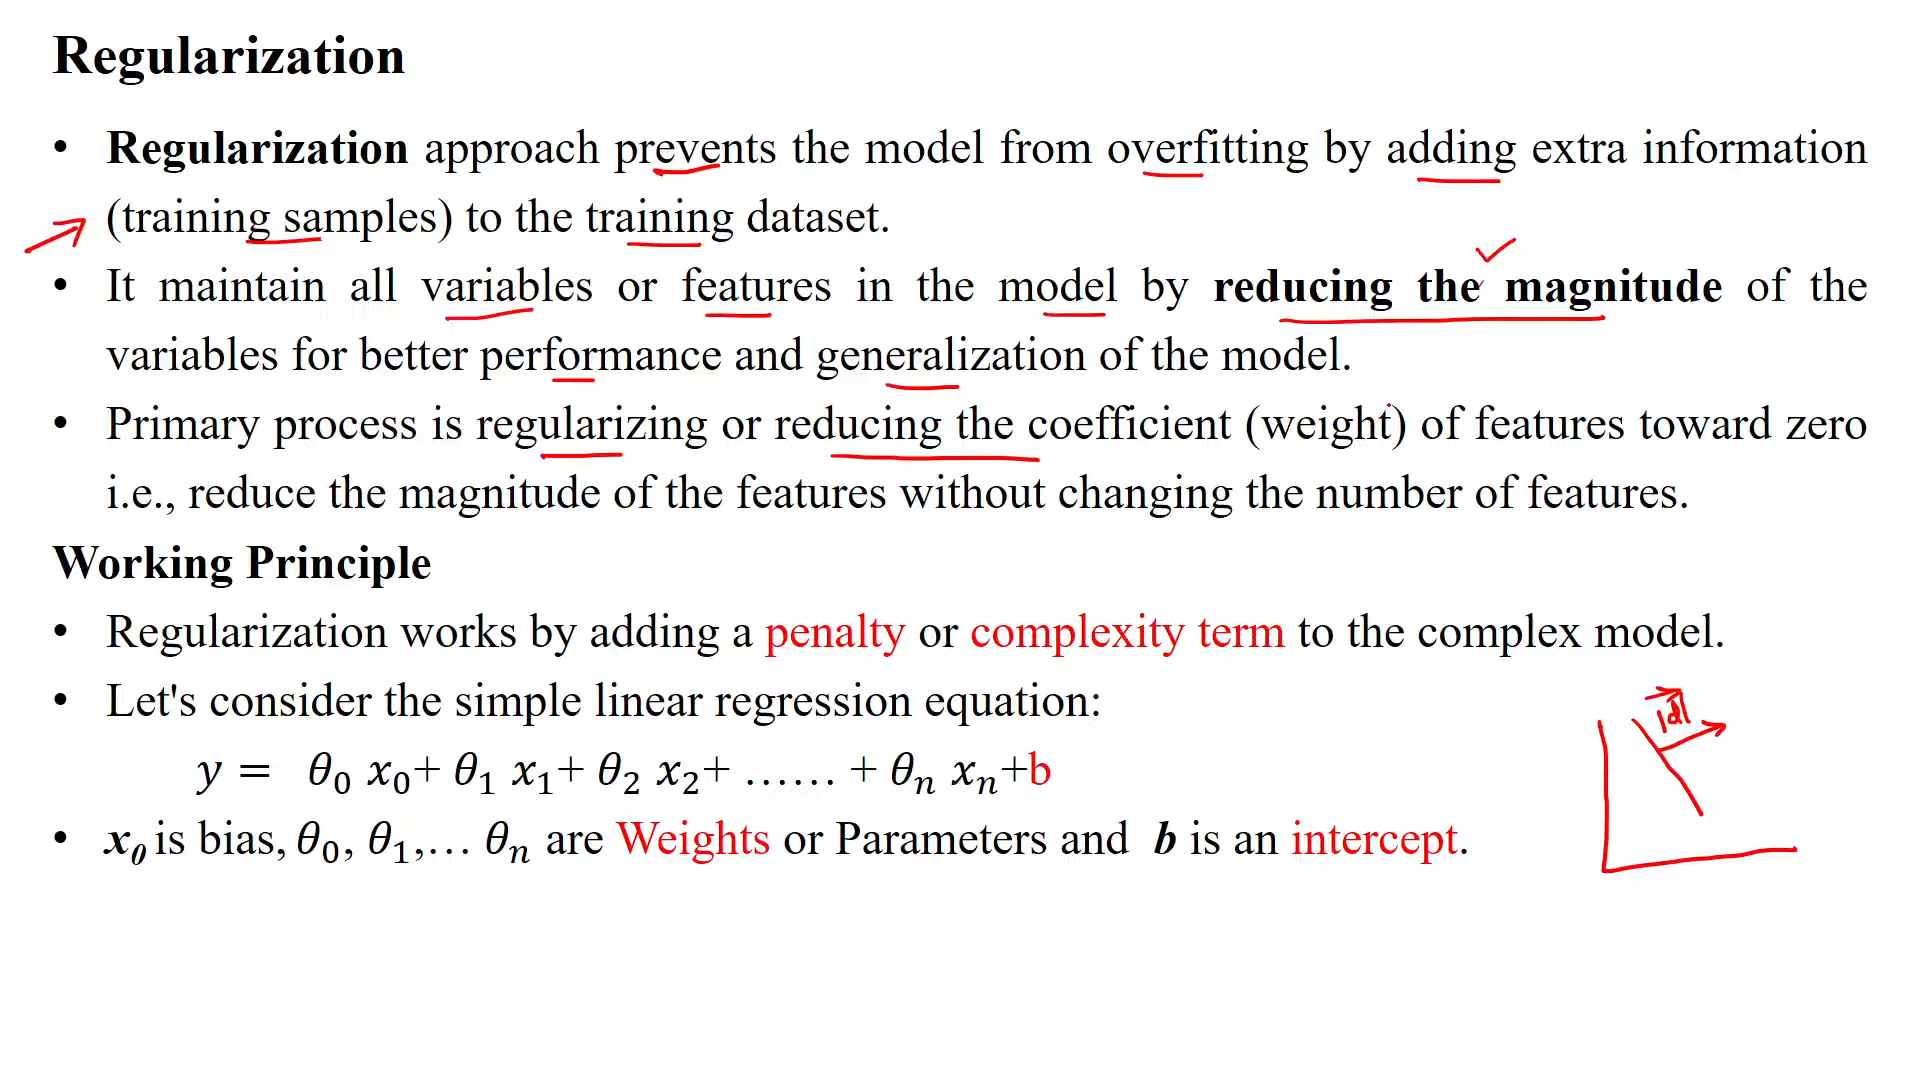 Regularization
• Regularization approach prevents the model from overfitting by adding extra information
(training samples) to the training dataset.
• It maintain all variables or features in the model by reducing the magnitude of the
variables for better performance and generalization of the model.
• Primary process is regularizing or reducing the coefficient (weight) of features toward zero
i.e., reduce the magnitude of the features without changing the number of features.
Working Principle
• Regularization works by adding a penalty or complexity term to the complex model.
• Let's consider the simple linear regression equation:
y = θ₀ x₀+ θ₁ x₁+ θ₂ x₂+ …… + θₙ xₙ+b
• x₀ is bias, θ₀, θ₁,… θₙ are Weights or Parameters and b is an intercept.